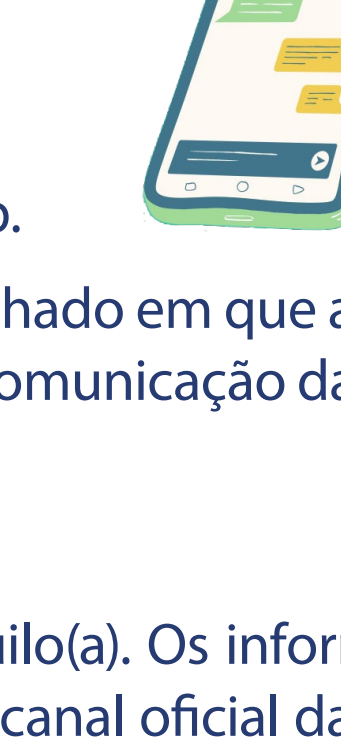 o.
hado em que a
omunicação da
uilo(a). Os infor
canal oficial da